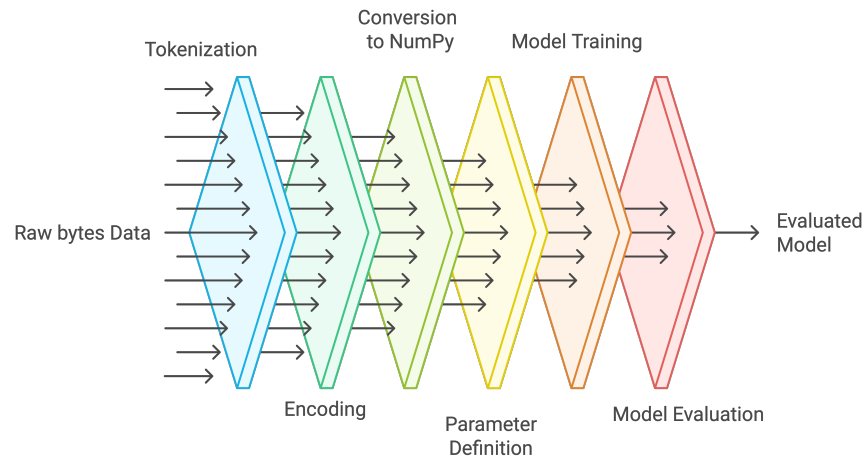 Conversion
to NumPy
Tokenization
Model Training
Raw bytes Data
Evaluated
Model
Encoding
Parameter
Definition
Model Evaluation